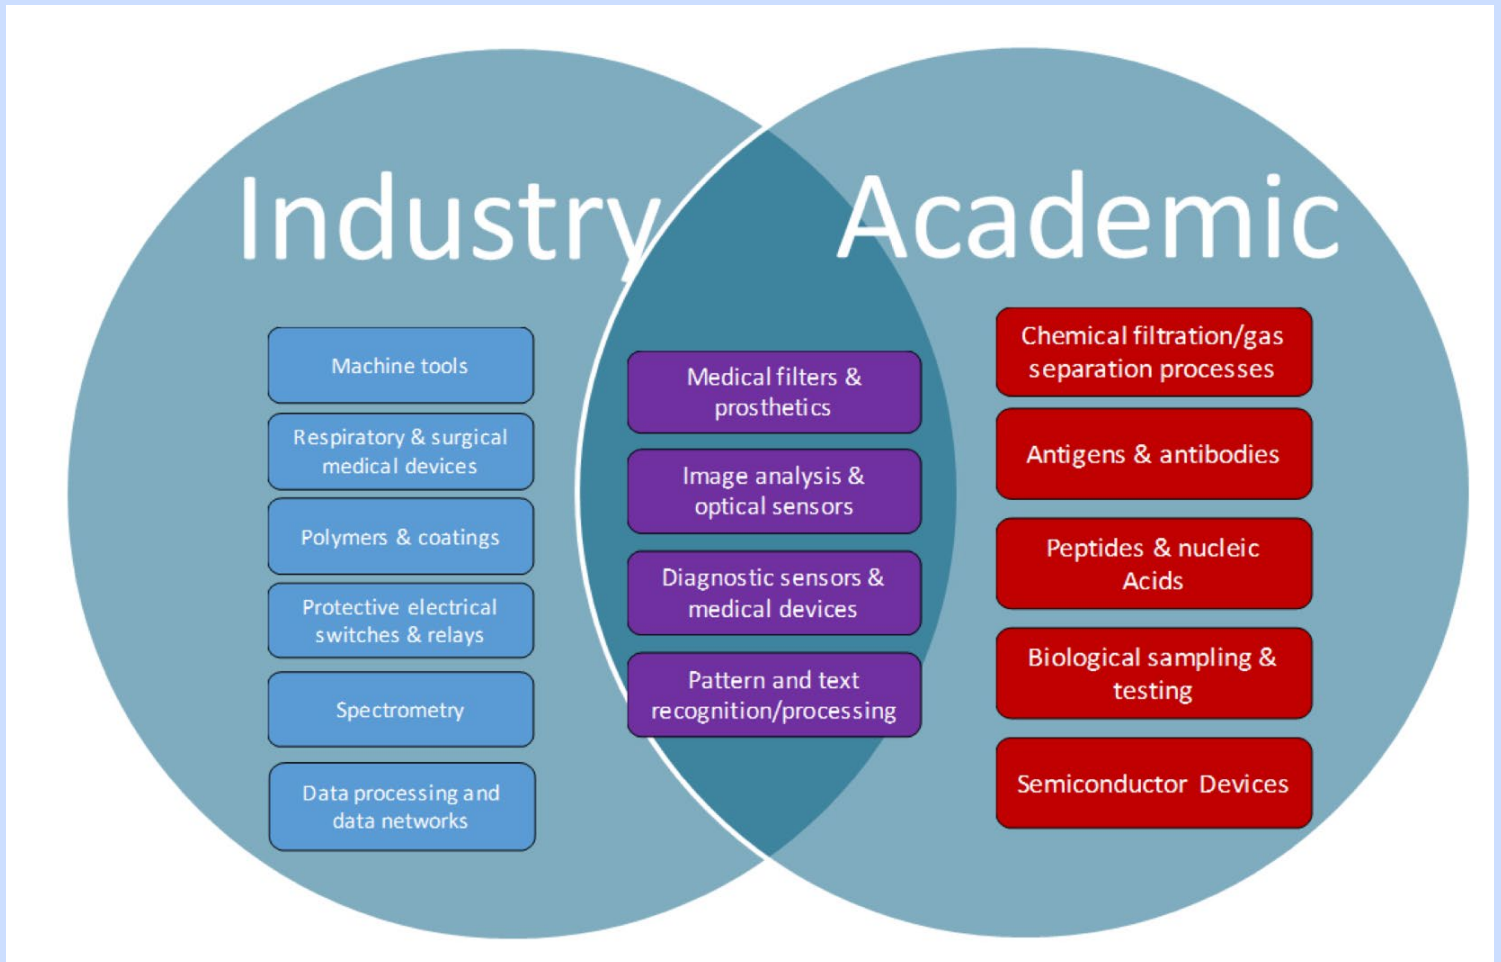 Industry
Academic
Machine tools
Respiratory & surgical
medical devices
Polymers & coatings
Protective electrical
switches & relays
Spectrometry
Data processing and
data networks
Medical filters &
prosthetics
Image analysis &
optical sensors
Diagnostic sensors &
medical devices
Pattern and text
recognition/processing
Chemical filtration/gas
separation processes
Antigens & antibodies
Peptides & nucleic
Acids
Biological sampling &
testing
Semiconductor Devices